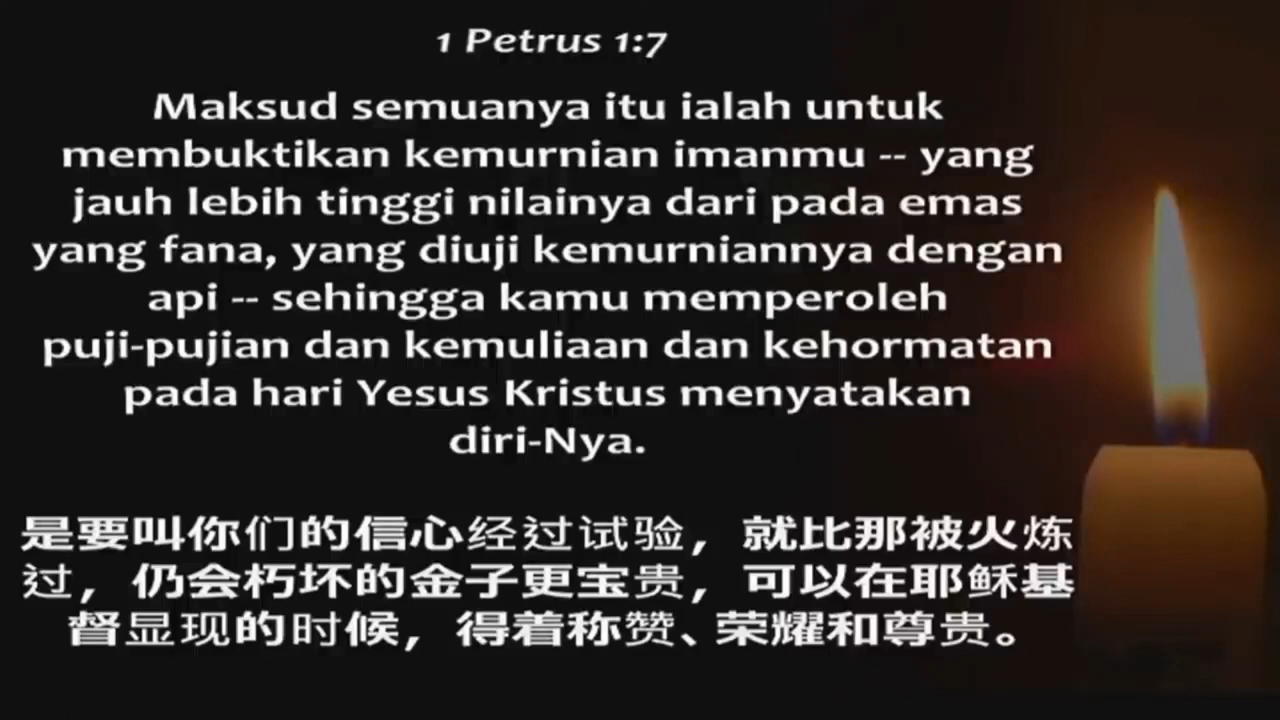 1 Petrus 1:7
Maksud semuanya itu ialah untuk
membuktikan kemurnian imanmu -- yang
jauh lebih tinggi nilainya dari pada emas
yang fana, yang diuji kemurniannya dengan
api -- sehingga kamu memperoleh
puji-pujian dan kemuliaan dan kehormatan
pada hari Yesus Kristus menyatakan
diri-Nya.
是要叫你们的信心经过试验，就比那被火炼
过，仍会朽坏的金子更宝贵，可以在耶稣基
督显现的时候，得着称赞、荣耀和尊贵。